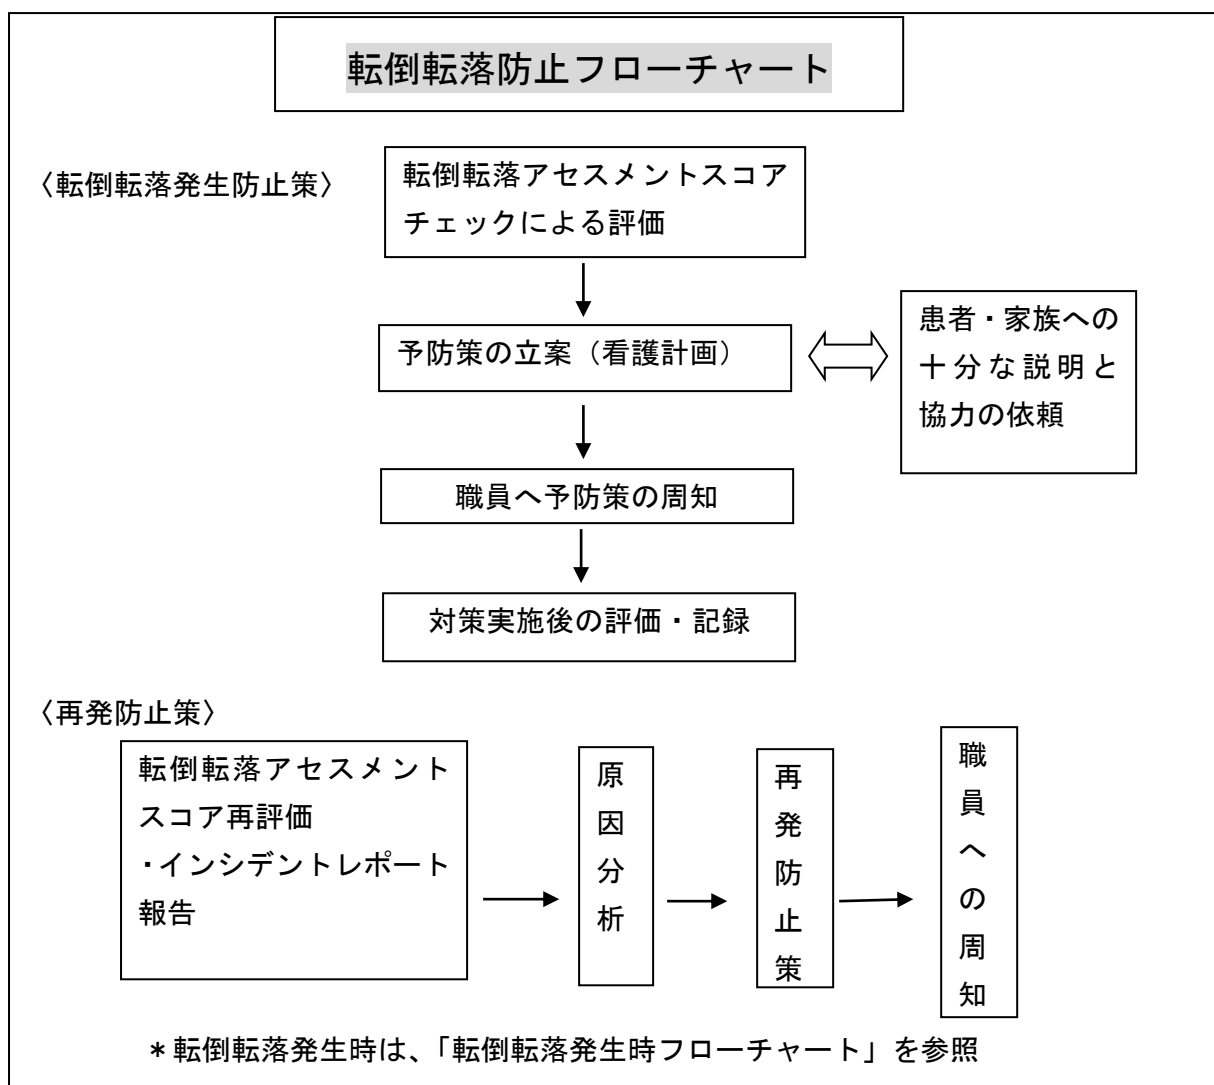 転倒転落防止フローチャート
〈転倒転落発生防止策〉
転倒転落アセスメントスコア
チェックによる評価
予防策の立案（看護計画）
患者・家族への
十分な説明と
協力の依頼
職員へ予防策の周知
対策実施後の評価・記録
〈再発防止策〉
転倒転落アセスメント
スコア再評価
・インシデントレポート
報告
原因分析
再発防止策
職員への周知
＊転倒転落発生時は、「転倒転落発生時フローチャート」を参照